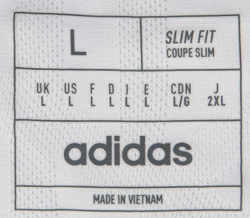 L
SLIM FIT
COUPE SLIM
UK US F D I E CDN J
L L L L L L L/G 2XL
adidas
MADE IN VIETNAM